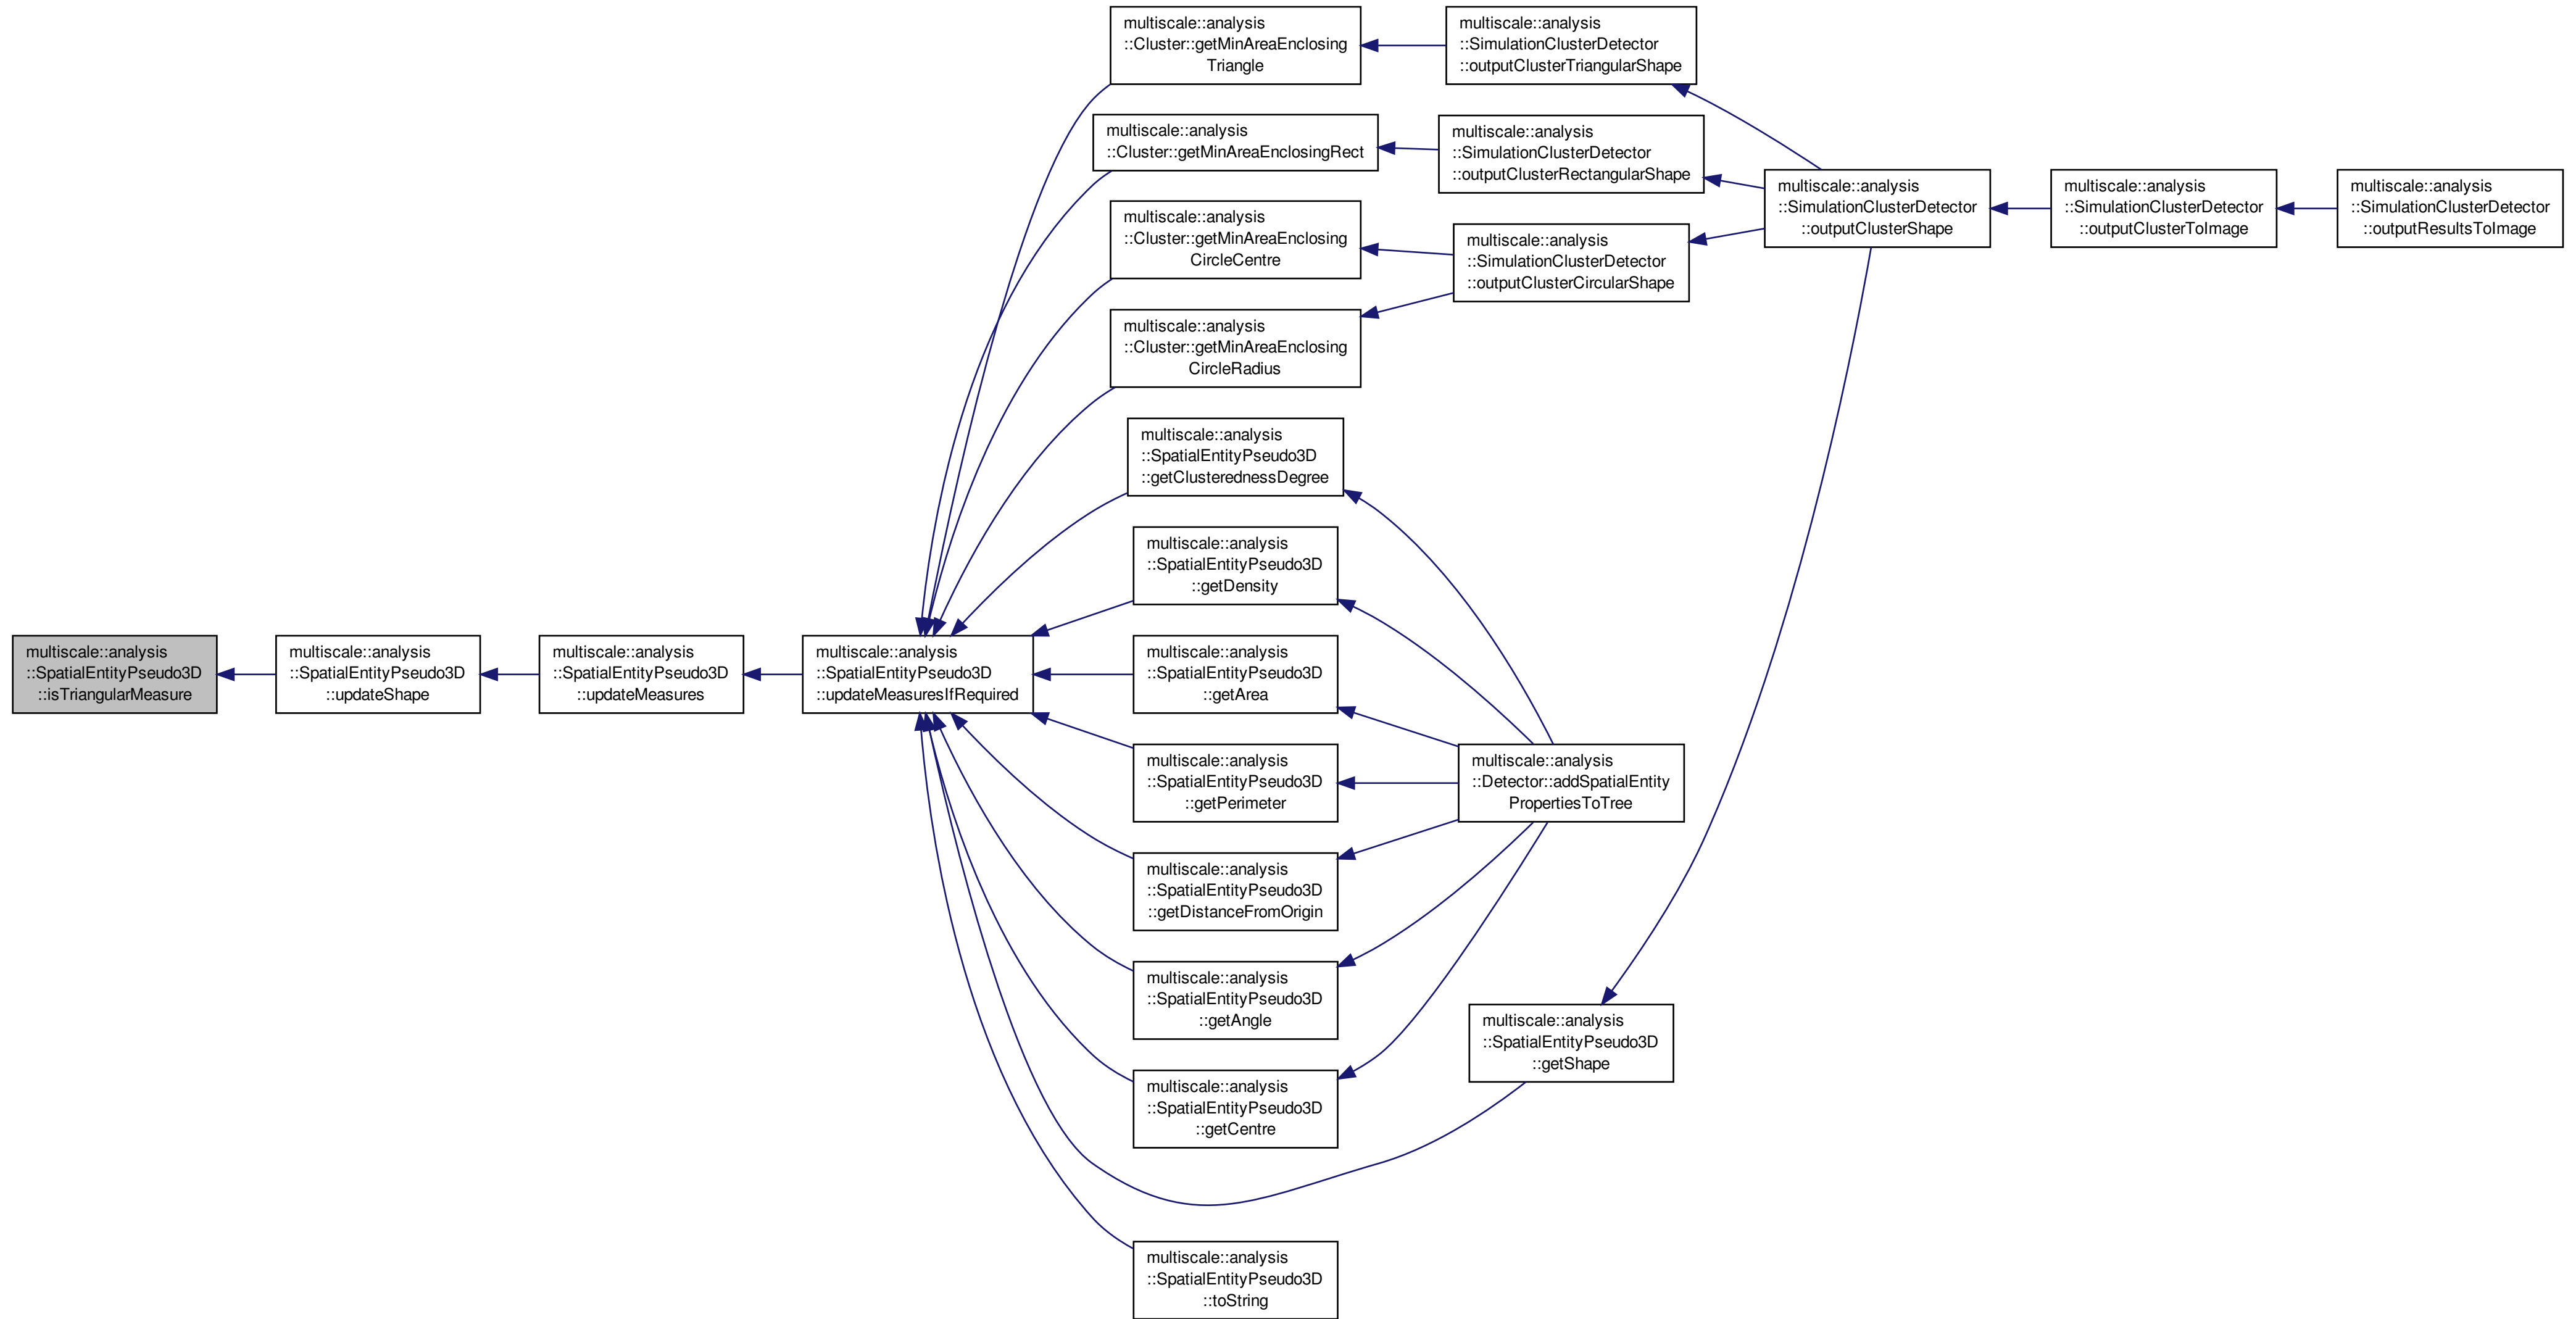 multiscale::analysis
::Cluster::getMinAreaEnclosing
Triangle
multiscale::analysis
::SimulationClusterDetector
::outputClusterTriangularShape
multiscale::analysis
::Cluster::getMinAreaEnclosingRect
multiscale::analysis
::SimulationClusterDetector
::outputClusterRectangularShape
multiscale::analysis
::Cluster::getMinAreaEnclosing
CircleCentre
multiscale::analysis
::SimulationClusterDetector
::outputClusterCircularShape
multiscale::analysis
::SimulationClusterDetector
::outputClusterShape
multiscale::analysis
::SimulationClusterDetector
::outputClusterToImage
multiscale::analysis
::SimulationClusterDetector
::outputResultsToImage
multiscale::analysis
::Cluster::getMinAreaEnclosing
CircleRadius
multiscale::analysis
::SpatialEntityPseudo3D
::getClusterednessDegree
multiscale::analysis
::SpatialEntityPseudo3D
::getDensity
multiscale::analysis
::SpatialEntityPseudo3D
::isTriangularMeasure
multiscale::analysis
::SpatialEntityPseudo3D
::updateShape
multiscale::analysis
::SpatialEntityPseudo3D
::updateMeasures
multiscale::analysis
::SpatialEntityPseudo3D
::updateMeasuresIfRequired
multiscale::analysis
::SpatialEntityPseudo3D
::getArea
multiscale::analysis
::SpatialEntityPseudo3D
::getPerimeter
multiscale::analysis
::Detector::addSpatialEntity
PropertiesToTree
multiscale::analysis
::SpatialEntityPseudo3D
::getDistanceFromOrigin
multiscale::analysis
::SpatialEntityPseudo3D
::getAngle
multiscale::analysis
::SpatialEntityPseudo3D
::getShape
multiscale::analysis
::SpatialEntityPseudo3D
::getCentre
multiscale::analysis
::SpatialEntityPseudo3D
::toString